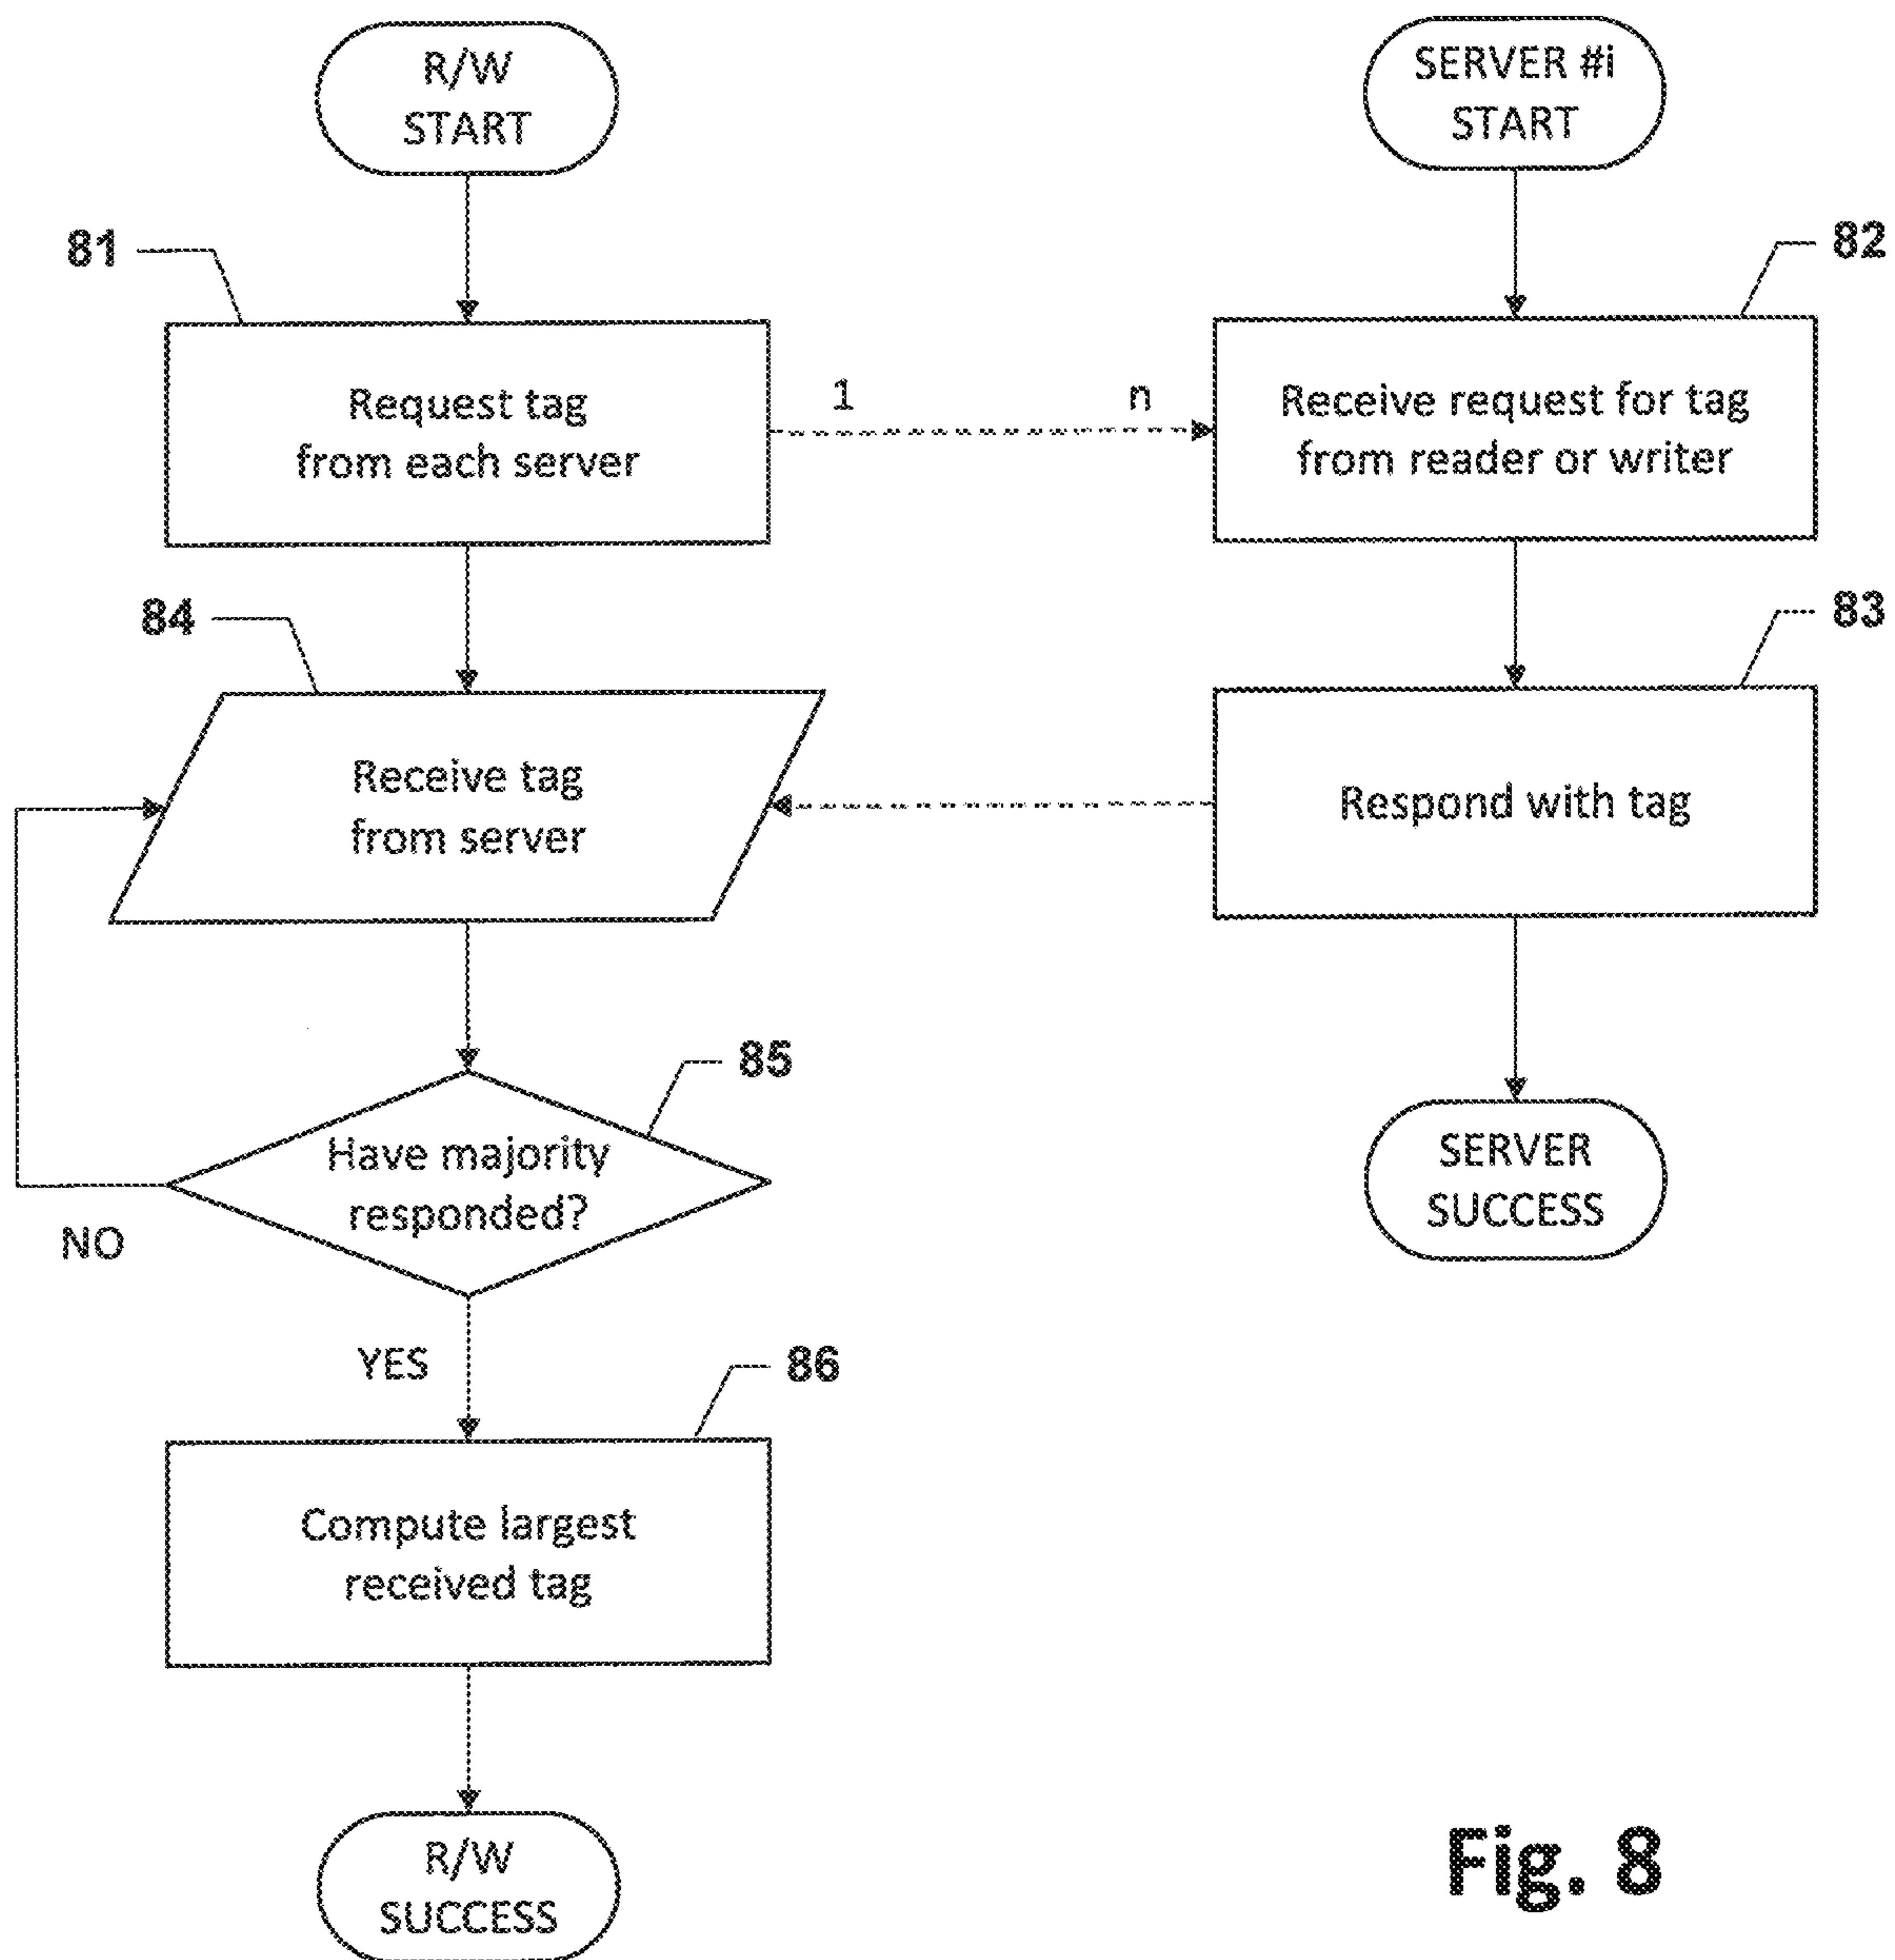 R/W
START
SERVER #i
START
81
82
Request tag
from each server
1
n
Receive request for tag
from reader or writer
84
83
Receive tag
from server
Respond with tag
85
Have majority
responded?
NO
SERVER
SUCCESS
YES
86
Compute largest
received tag
R/W
SUCCESS
Fig. 8